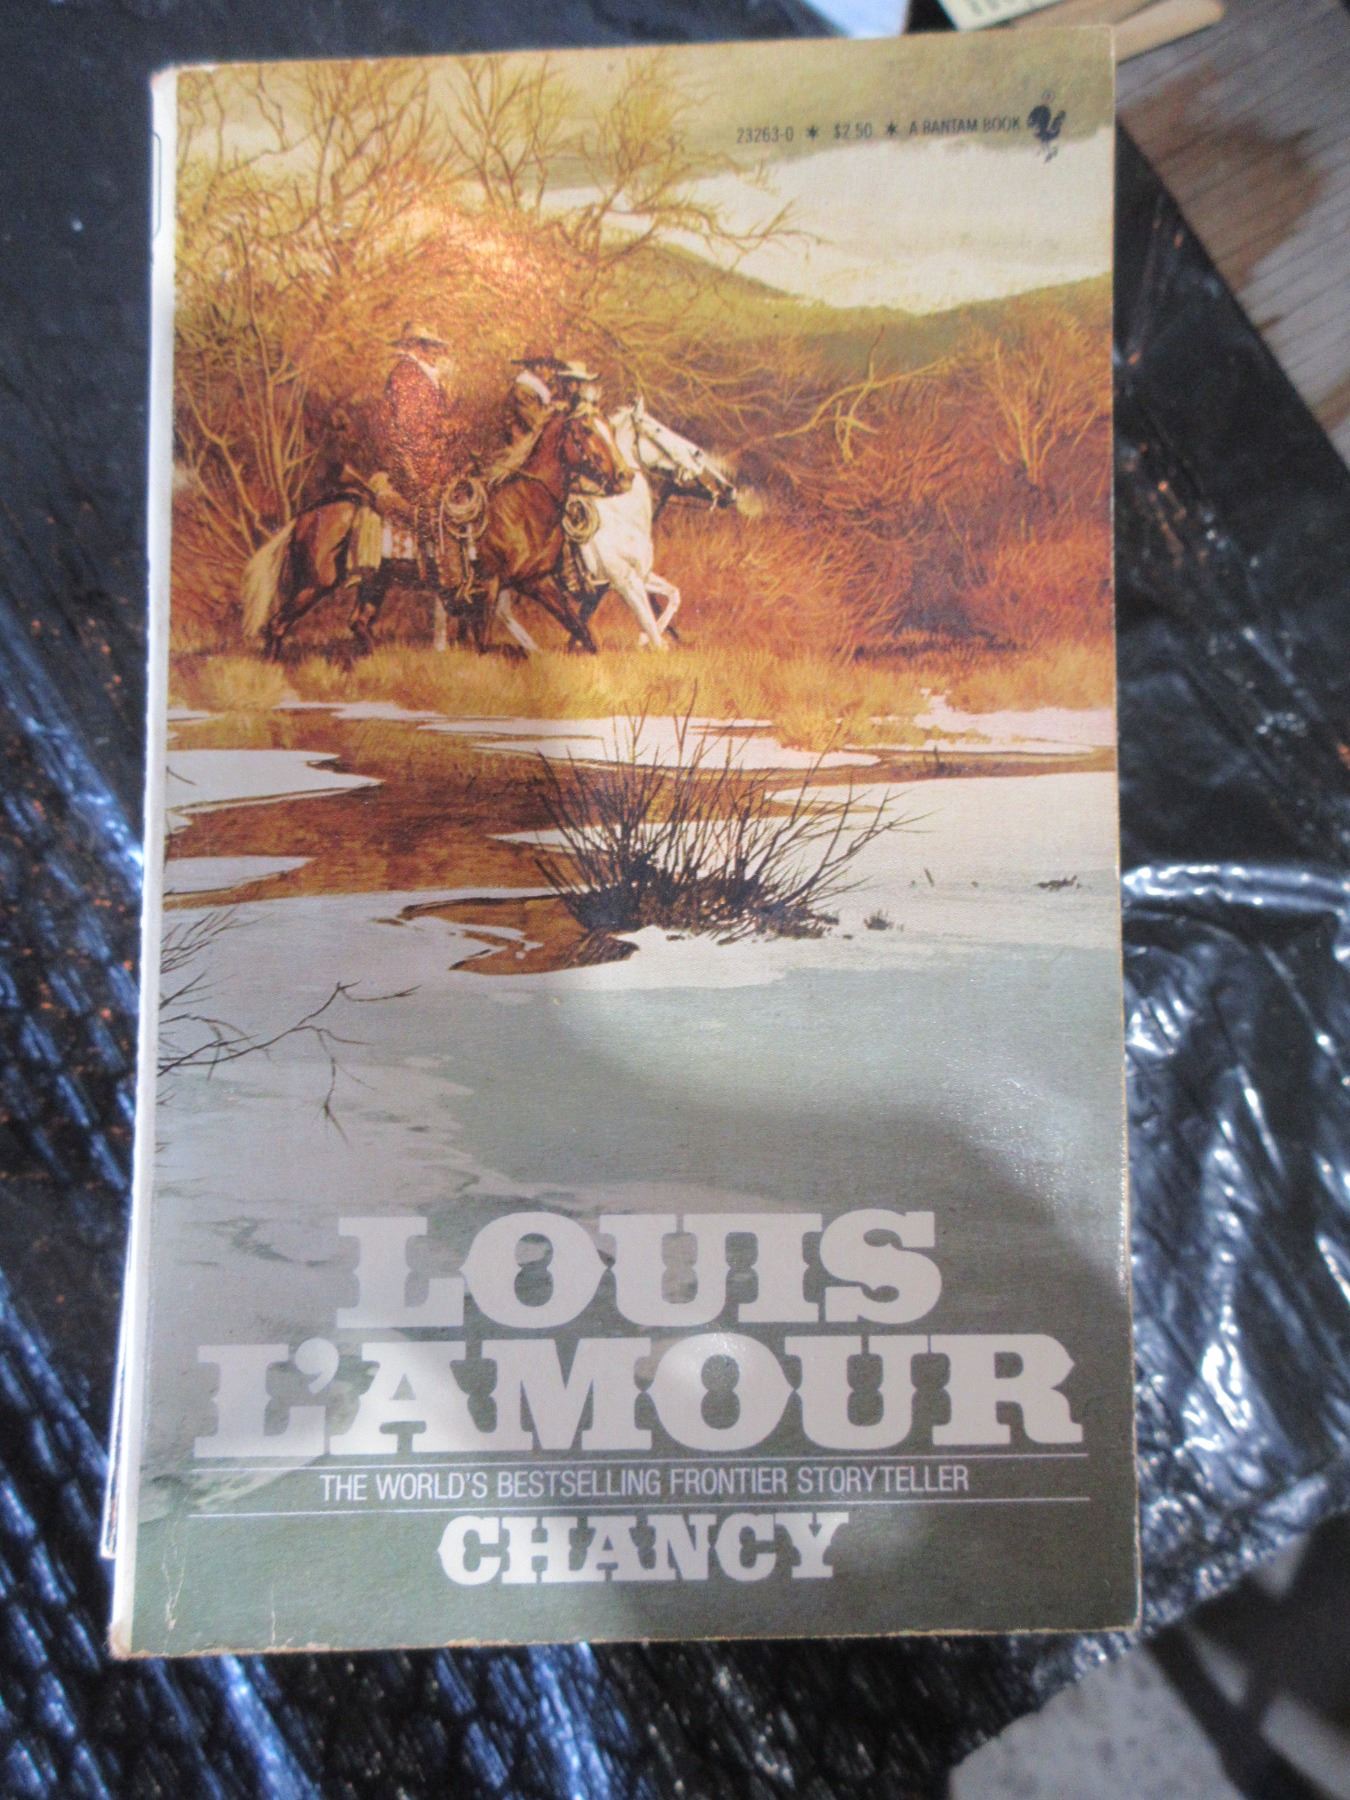 23263-0 * $2.50 * A BANTAM BOOK
LOUIS
L'AMOUR
THE WORLD'S BESTSELLING FRONTIER STORYTELLER
CHANCY